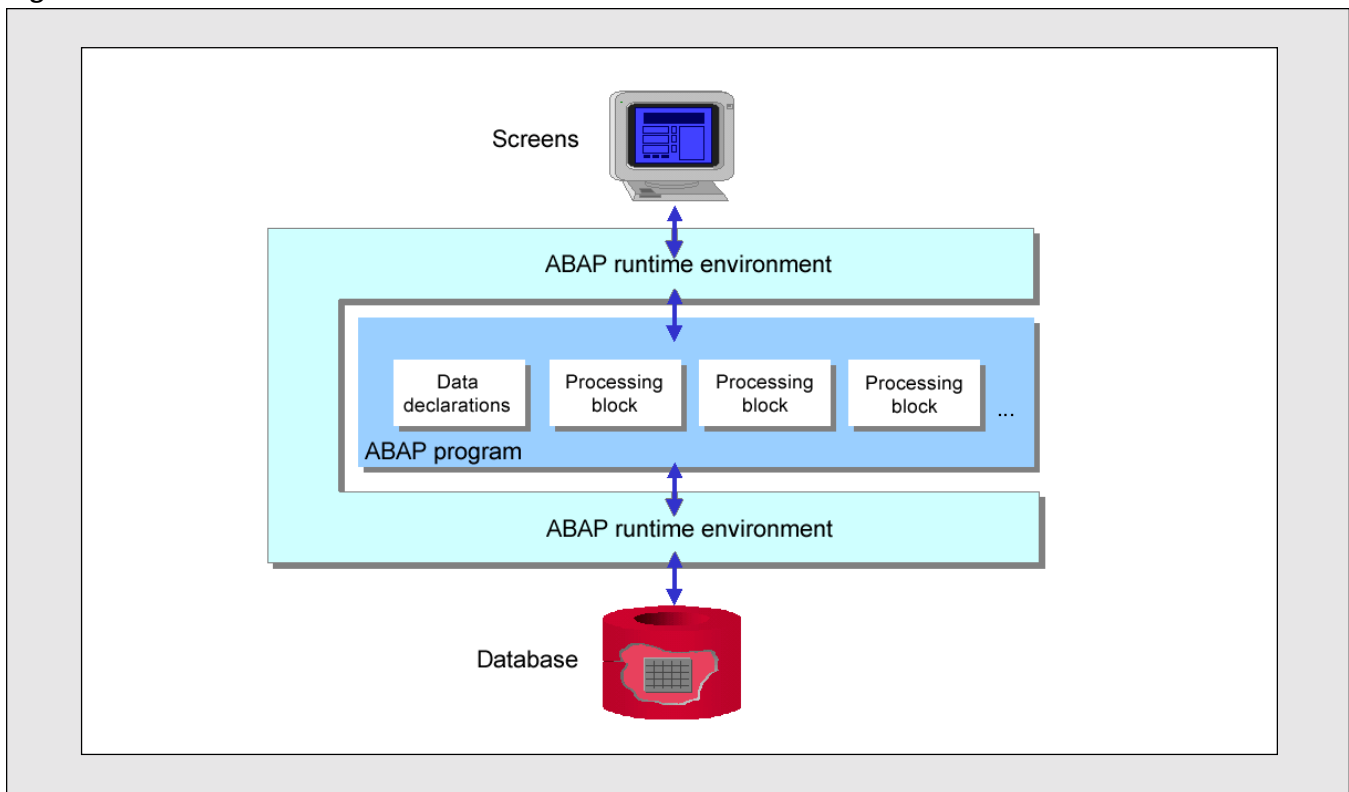 Screens
ABAP runtime environment
Data
declarations
Processing
block
Processing
block
Processing
block
...
ABAP program
ABAP runtime environment
Database